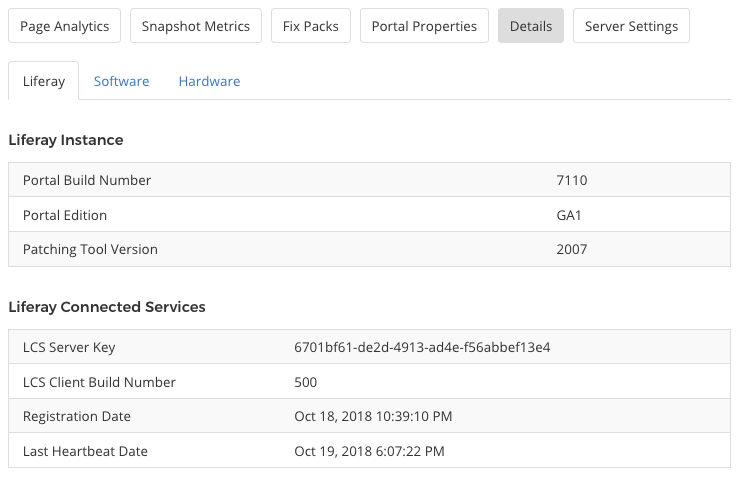 Page Analytics Snapshot Metrics Fix Packs Portal Properties Details Server Settings
Liferay Software Hardware
Liferay Instance
Portal Build Number 7110
Portal Edition GA1
Patching Tool Version 2007
Liferay Connected Services
LCS Server Key 6701bf61-de2d-4913-ad4e-f56abbef13e4
LCS Client Build Number 500
Registration Date Oct 18, 2018 10:39:10 PM
Last Heartbeat Date Oct 19, 2018 6:07:22 PM